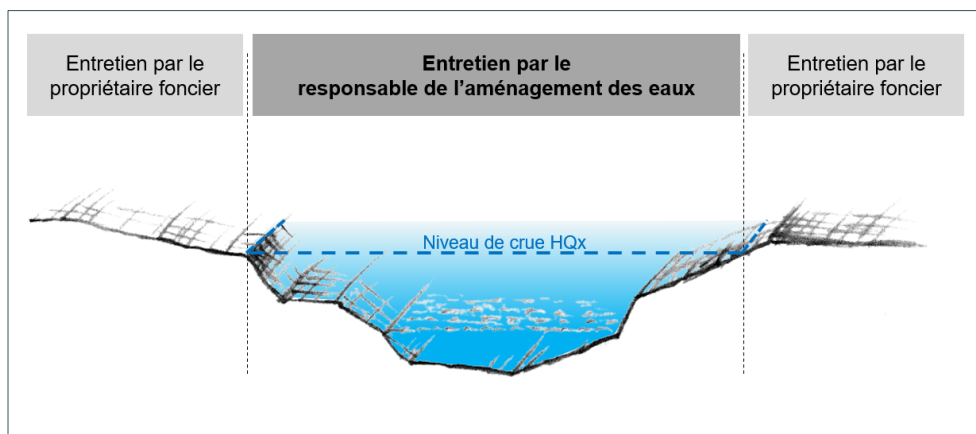 Entretien par le
propriétaire foncier
Entretien par le
responsable de l'aménagement des eaux
Entretien par le
propriétaire foncier
Niveau de crue HQx